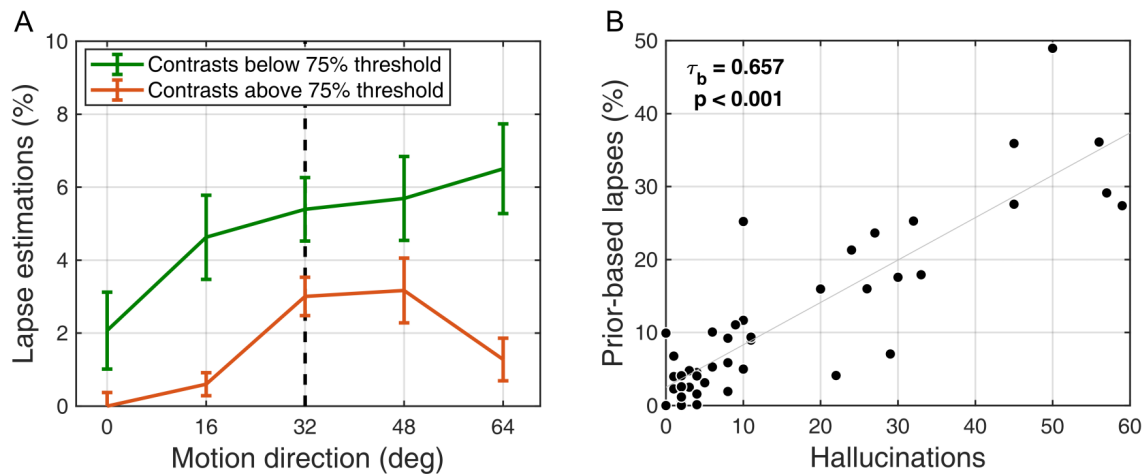 A
Lapse estimations (%)
10
8
6
4
2
0
Contrasts below 75% threshold
Contrasts above 75% threshold
0 16 32 48 64
Motion direction (deg)
B
Prior-based lapses (%)
50
40
30
20
10
0
τb = 0.657
p < 0.001
0 10 20 30 40 50 60
Hallucinations